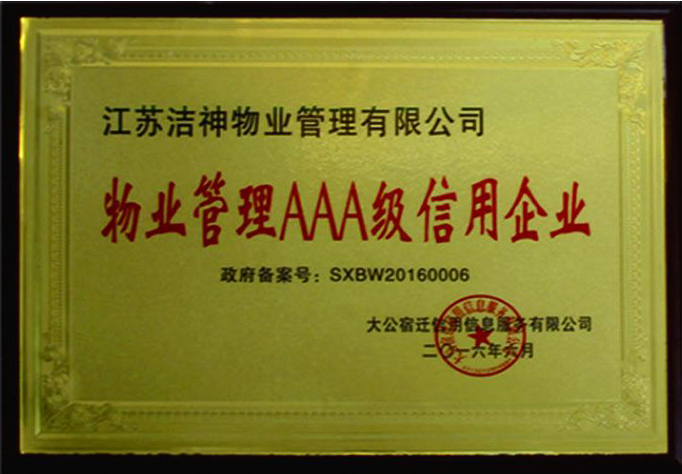 江苏洁神物业管理有限公司
物业管理AAA级信用企业
政府备案号：SXBW20160006
大公宿迁信用信息服务有限公司
二〇一六年六月